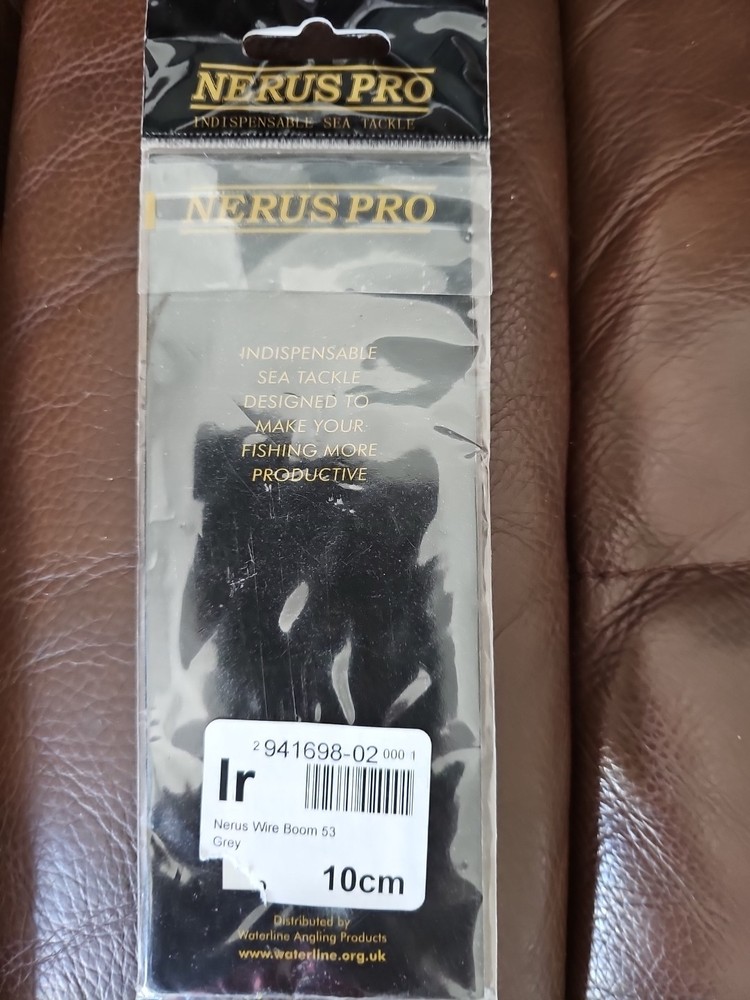 NERUS PRO
INDISPENSABLE SEA TACKLE
NERUS PRO
INDISPENSABLE
SEA TACKLE
DESIGNED TO
MAKE YOUR
FISHING MORE
PRODUCTIVE
2 941698-02 000 1
lr
Nerus Wire Boom 53
Grey
10cm
Distributed by
Waterline Angling Products
www.waterline.org.uk